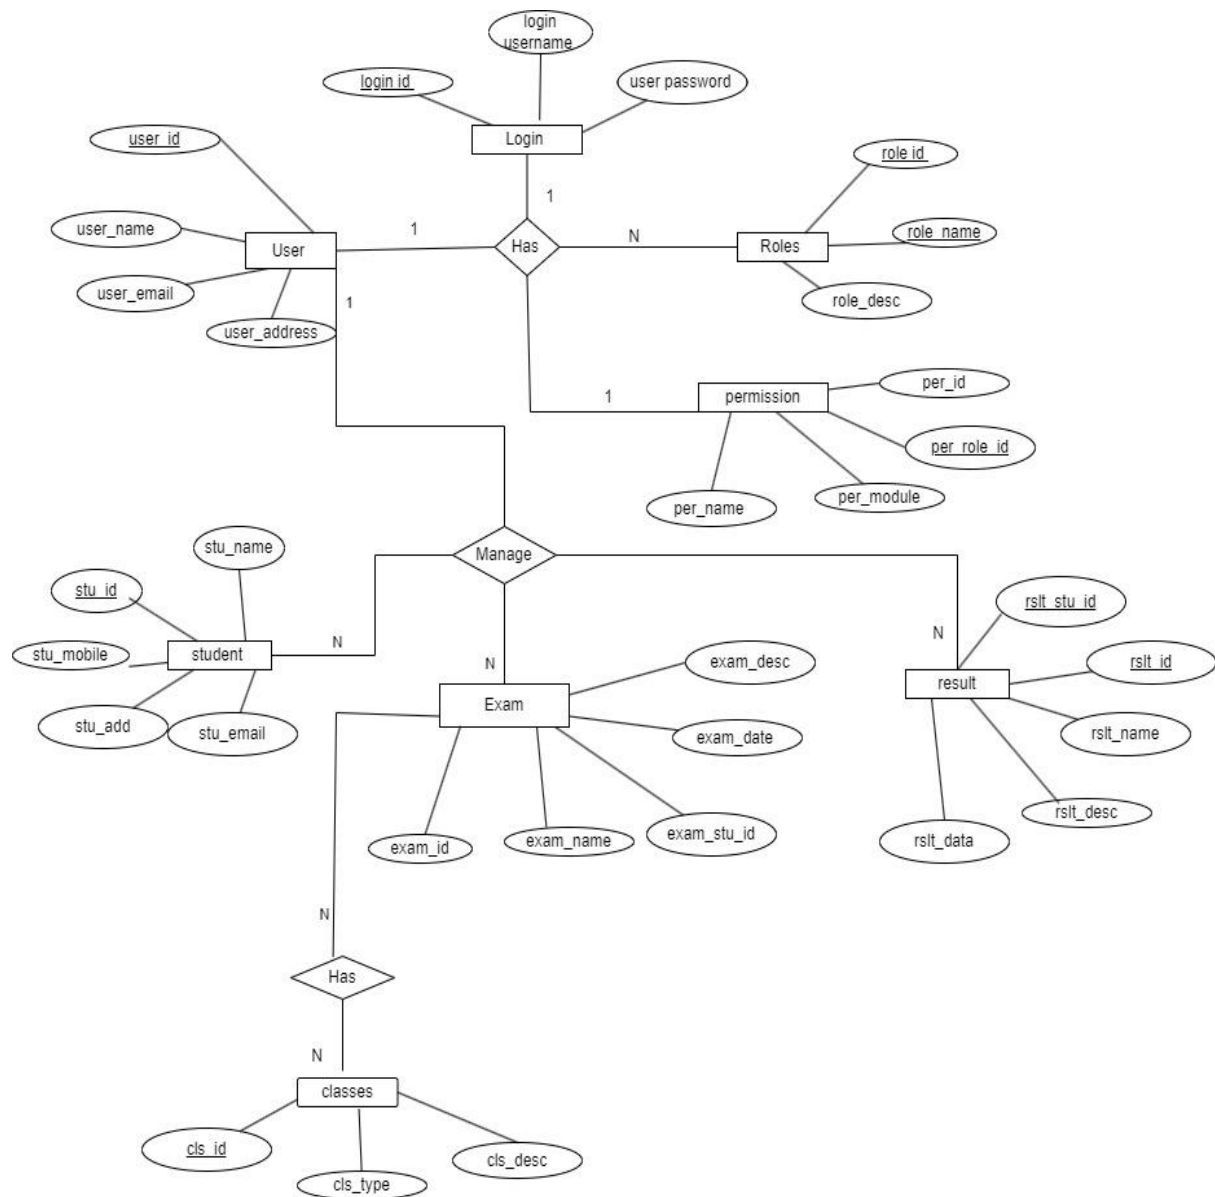 login
username
login id
user password
user_id
Login
role id
1
user_name
1
Has
N
role_name
User
Roles
user_email
1
role_desc
user_address
per_id
1
permission
per_role_id
per_name
per_module
stu_name
Manage
stu_id
rslt_stu_id
N
N
stu_mobile
student
N
exam_desc
rslt_id
result
Exam
stu_add
stu_email
exam_date
rslt_name
rslt_desc
exam_id
exam_name
exam_stu_id
rslt_data
N
Has
N
classes
cls_id
cls_desc
cls_type